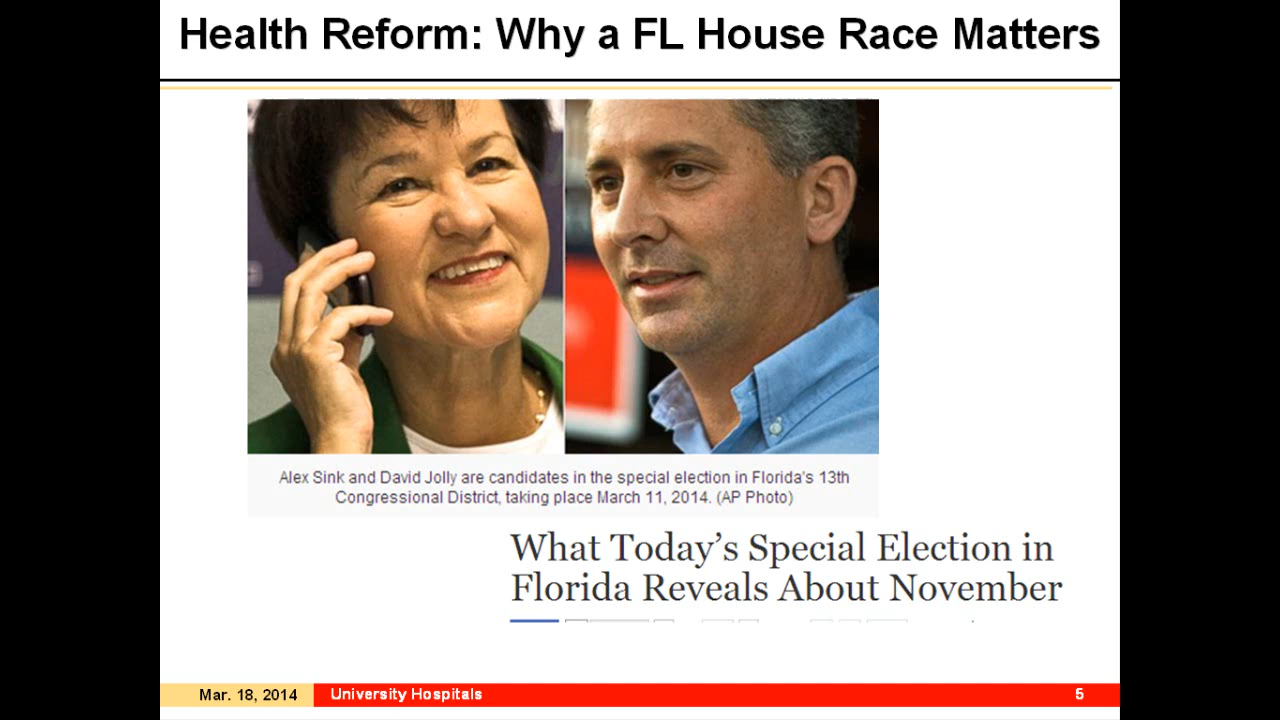 Health Reform: Why a FL House Race Matters
Alex Sink and David Jolly are candidates in the special election in Florida's 13th
Congressional District, taking place March 11, 2014. (AP Photo)
What Today’s Special Election in
Florida Reveals About November
Mar. 18, 2014
University Hospitals
5